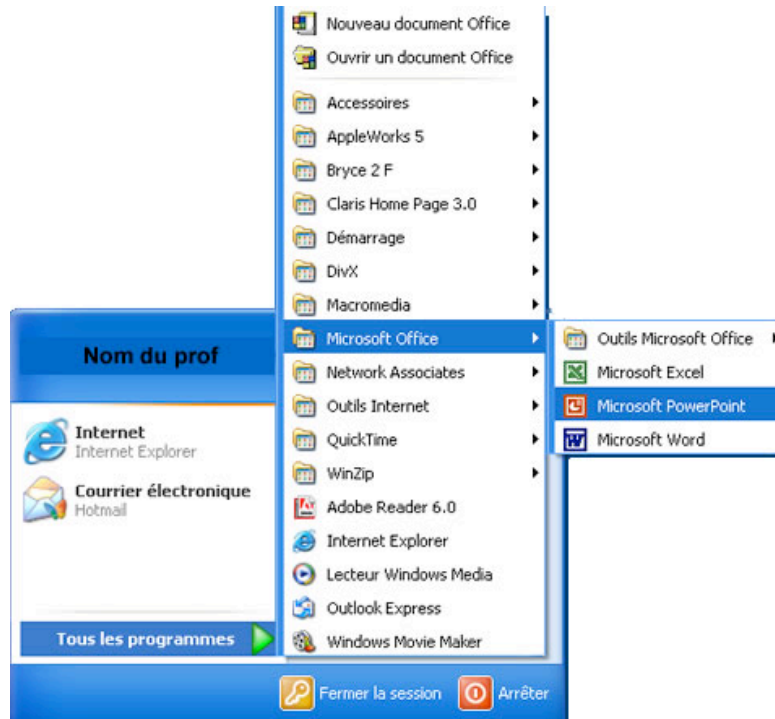 Nouveau document Office
Ouvrir un document Office
Accessoires
AppleWorks 5
Bryce 2 F
Claris Home Page 3.0
Démarrage
DivX
Macromedia
Microsoft Office
Network Associates
Outils Internet
QuickTime
WinZip
Adobe Reader 6.0
Internet Explorer
Lecteur Windows Media
Outlook Express
Windows Movie Maker
Outils Microsoft Office
Microsoft Excel
Microsoft PowerPoint
Microsoft Word
Nom du prof
Internet
Internet Explorer
Courrier électronique
Hotmail
Tous les programmes
Fermer la session
Arrêter